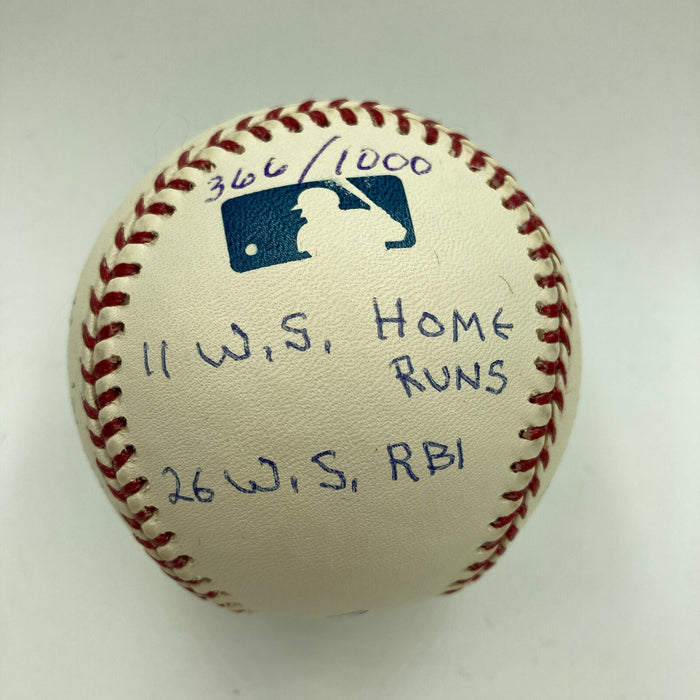 366/1000
11 W.S. HOME
RUNS
26 W.S. RBI